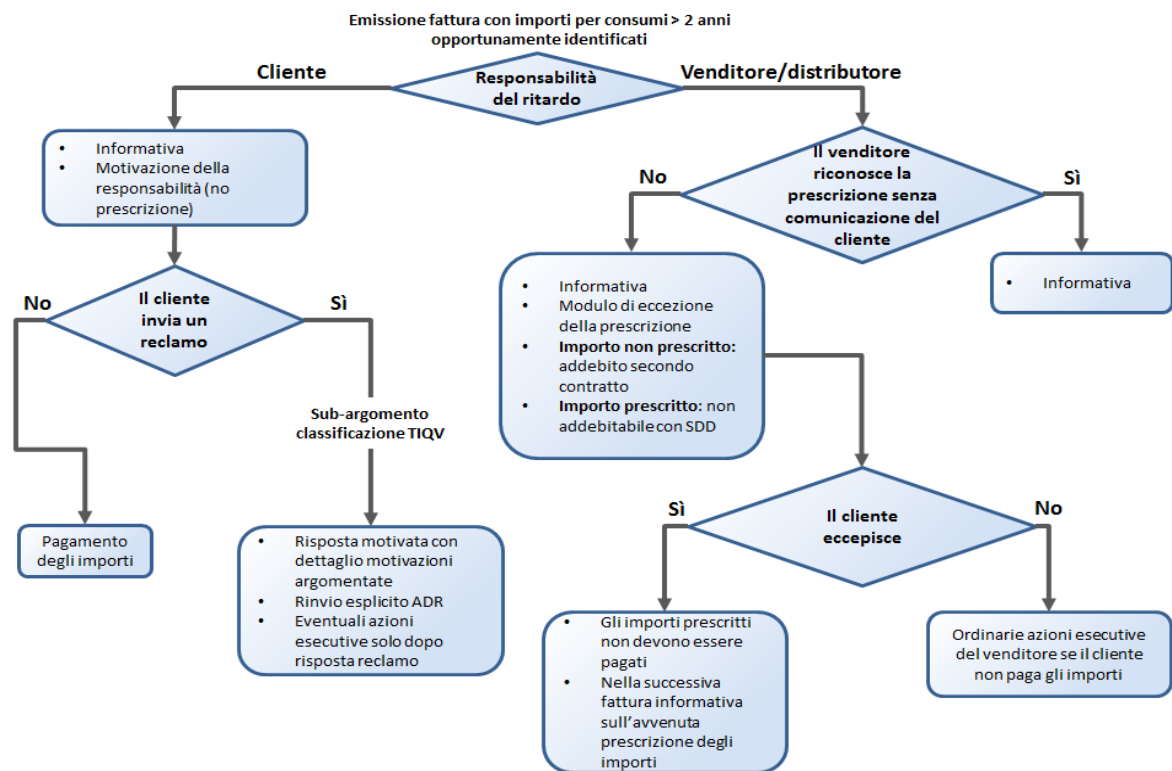 Emissione fattura con importi per consumi > 2 anni
opportunamente identificati
Cliente
Responsabilità
del ritardo
Venditore/distributore
• Informativa
• Motivazione della
responsabilità (no
prescrizione)
No
Il venditore
riconosce la
prescrizione senza
comunicazione del
cliente
Sì
• Informativa
No
Il cliente
invia un
reclamo
Sì
• Informativa
• Modulo di eccezione
della prescrizione
• Importo non prescritto:
addebito secondo
contratto
• Importo prescritto: non
addebitabile con SDD
Sub-argomento
classificazione TIQV
Pagamento
degli importi
• Risposta motivata con
dettaglio motivazioni
argomentate
• Rinvio esplicito ADR
• Eventuali azioni
esecutive solo dopo
risposta reclamo
Sì
Il cliente
eccepisce
No
• Gli importi prescritti
non devono essere
pagati
• Nella successiva
fattura informativa
sull’avvenuta
prescrizione degli
importi
Ordinarie azioni esecutive
del venditore se il cliente
non paga gli importi